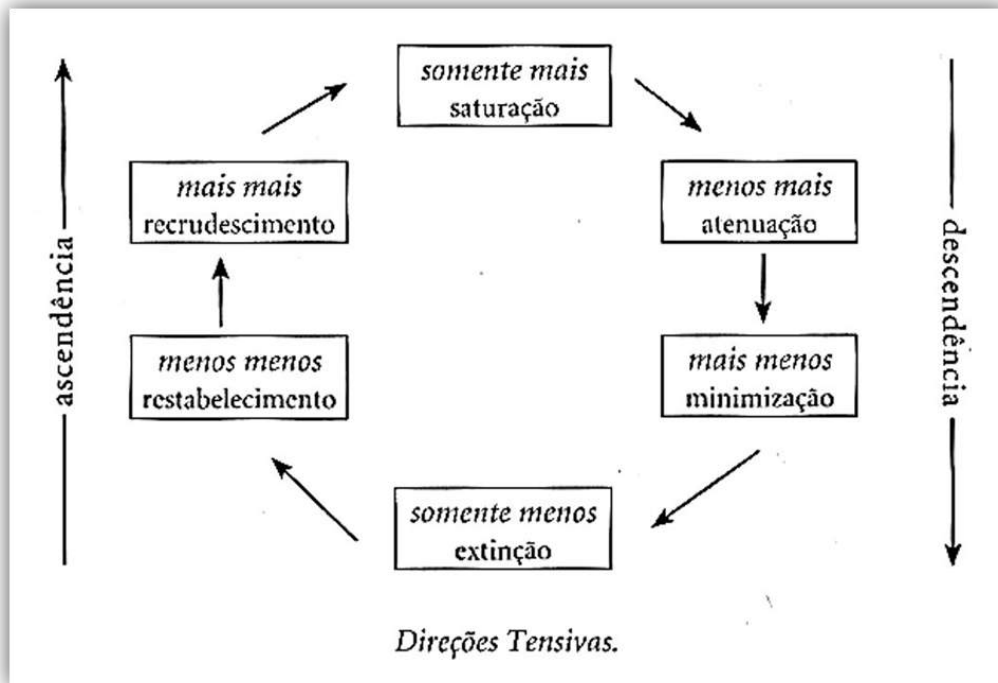 somente mais
saturação
mais mais
recrudescimento
menos mais
atenuação
ascendência
descendência
menos menos
restabelecimento
mais menos
minimização
somente menos
extinção
Direções Tensivas.